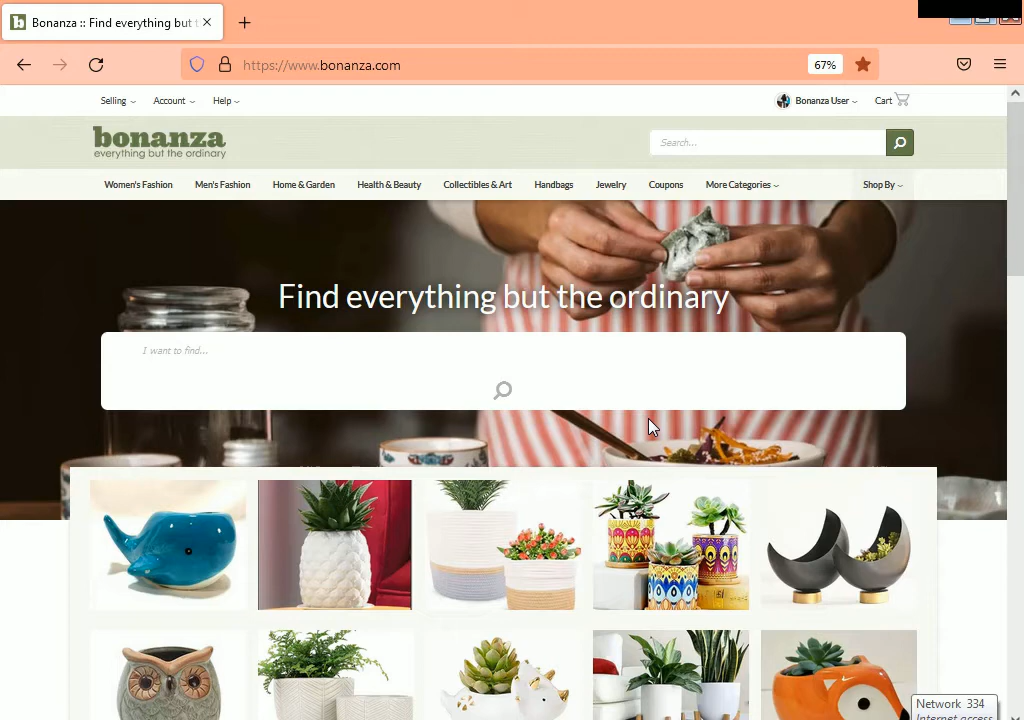 Bonanza :: Find everything but t
https://www.bonanza.com
67%
Selling
Account
Help
Bonanza User
Cart
bonanza
everything but the ordinary
Search...
Women's Fashion
Men's Fashion
Home & Garden
Health & Beauty
Collectibles & Art
Handbags
Jewelry
Coupons
More Categories
Shop By
Find everything but the ordinary
I want to find...
Network 334
Internet access